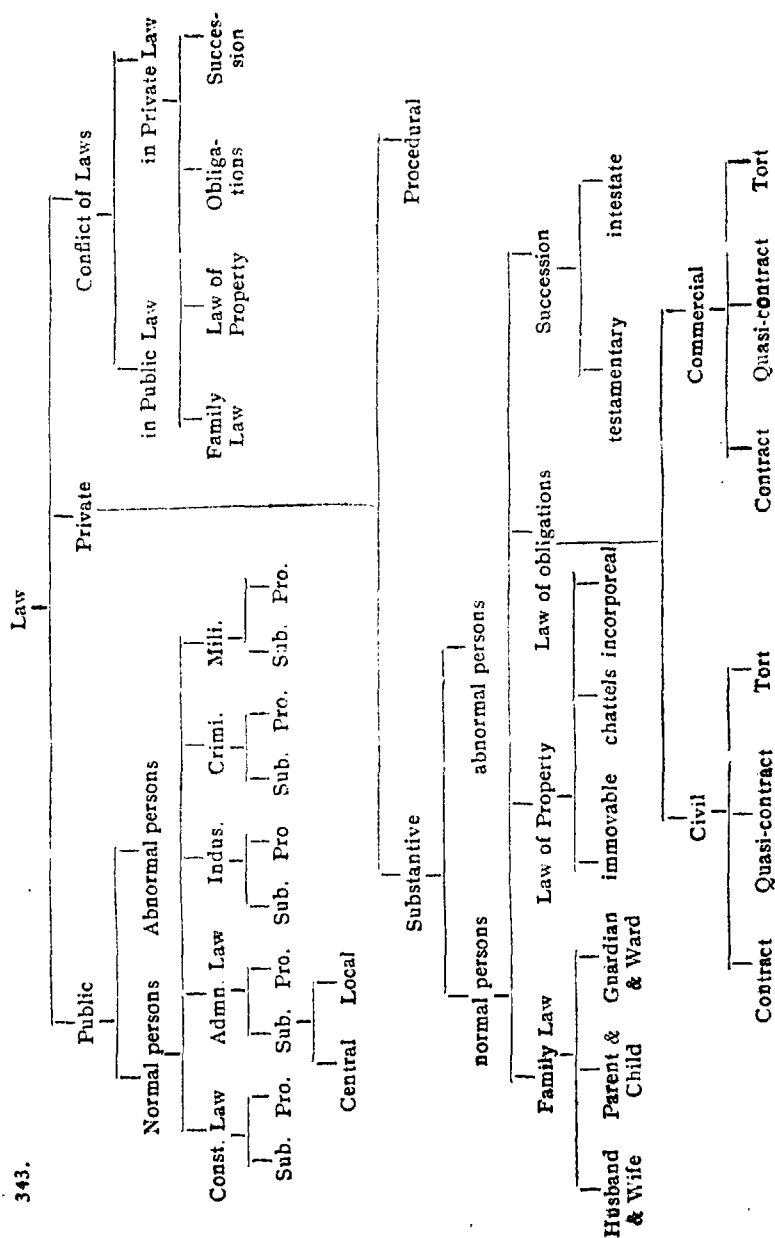 343.
Law
Public Private Conflict of Laws
Normal persons Abnormal persons in Public Law in Private Law
Const. Law Admn. Law Indus. Crimi. Mili. Family Law of Obliga- Succes-
Law Property tions sion
Sub. Pro. Sub. Pro. Sub. Pro Sub. Pro. Sub. Pro.
Central Local
Substantive Procedural
normal persons abnormal persons
Family Law Law of Property Law of obligations Succession
Husband Parent & Guardian immovable chattels incorporeal testamentary intestate
& Wife Child & Ward
Civil Commercial
Contract Quasi-contract Tort Contract Quasi-contract Tort